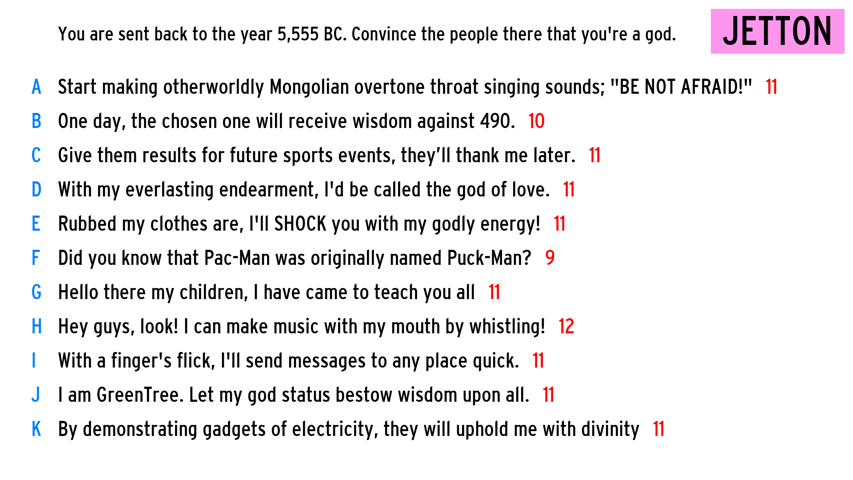 You are sent back to the year 5,555 BC. Convince the people there that you're a god.
JETTON
A Start making otherworldly Mongolian overtone throat singing sounds; "BE NOT AFRAID!" 11
B One day, the chosen one will receive wisdom against 490. 10
C Give them results for future sports events, they'll thank me later. 11
D With my everlasting endearment, I'd be called the god of love. 11
E Rubbed my clothes are, I'll SHOCK you with my godly energy! 11
F Did you know that Pac-Man was originally named Puck-Man? 9
G Hello there my children, I have came to teach you all 11
H Hey guys, look! I can make music with my mouth by whistling! 12
I With a finger's flick, I'll send messages to any place quick. 11
J I am GreenTree. Let my god status bestow wisdom upon all. 11
K By demonstrating gadgets of electricity, they will uphold me with divinity 11